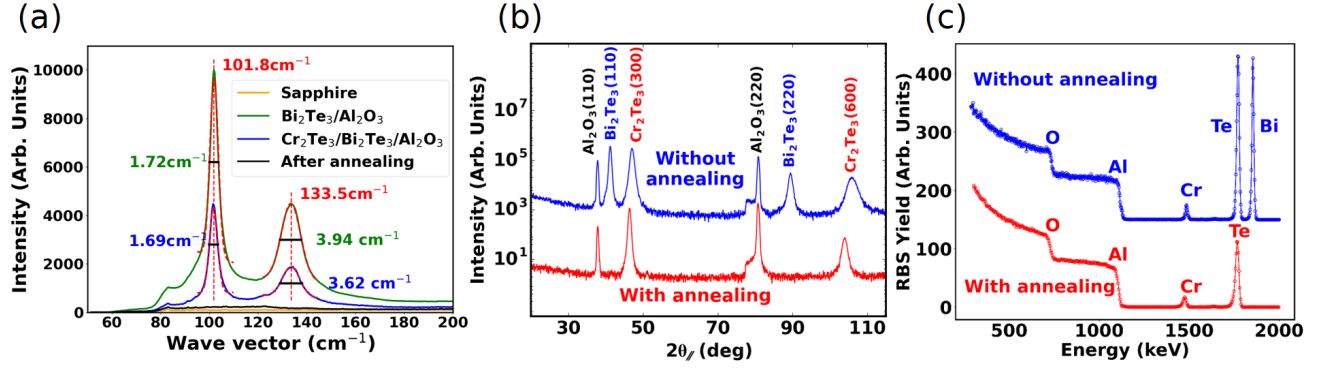 (a)
Intensity (Arb. Units)
10000
8000
6000
4000
2000
0
60 80 100 120 140 160 180 200
Wave vector (cm⁻¹)
101.8cm⁻¹
Sapphire
Bi₂Te₃/Al₂O₃
Cr₂Te₃/Bi₂Te₃/Al₂O₃
After annealing
1.72cm⁻¹
133.5cm⁻¹
1.69cm⁻¹
3.94 cm⁻¹
3.62 cm⁻¹
(b)
Intensity (Arb. Units)
10⁷
10⁵
10³
10¹
30 50 70 90 110
2θ⫽ (deg)
Al₂O₃(110)
Bi₂Te₃(110)
Cr₂Te₃(300)
Al₂O₃(220)
Bi₂Te₃(220)
Cr₂Te₃(600)
Without
annealing
With annealing
(c)
RBS Yield (Arb. Units)
400
300
200
100
0
500 1000 1500 2000
Energy (keV)
Without annealing
O
Al
Cr
Te
Bi
O
Al
Cr
Te
With annealing